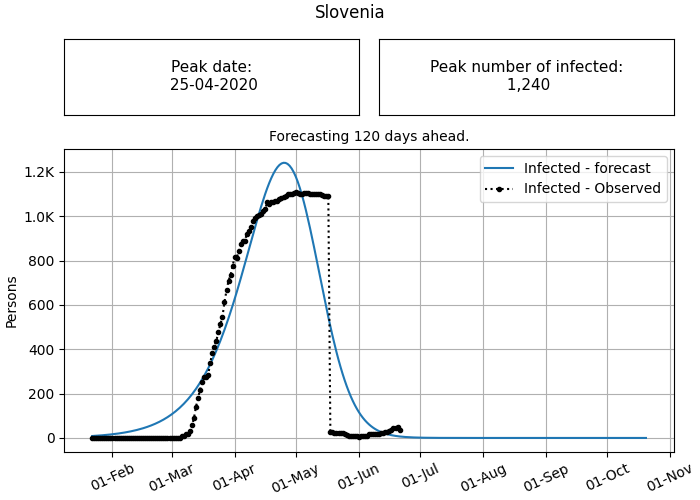 Slovenia
Peak date:
25-04-2020
Peak number of infected:
1,240
Forecasting 120 days ahead.
Infected - forecast
Infected - Observed
1.2K
1.0K
800
600
400
200
0
Persons
01-Feb
01-Mar
01-Apr
01-May
01-Jun
01-Jul
01-Aug
01-Sep
01-Oct
01-Nov